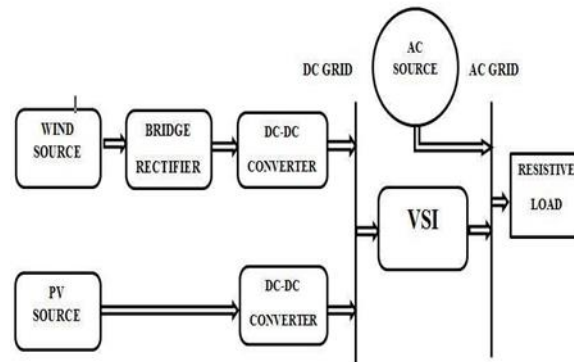 AC
SOURCE
DC GRID
AC GRID
WIND
SOURCE
BRIDGE
RECTIFIER
DC-DC
CONVERTER
VSI
RESISTIVE
LOAD
PV
SOURCE
DC-DC
CONVERTER